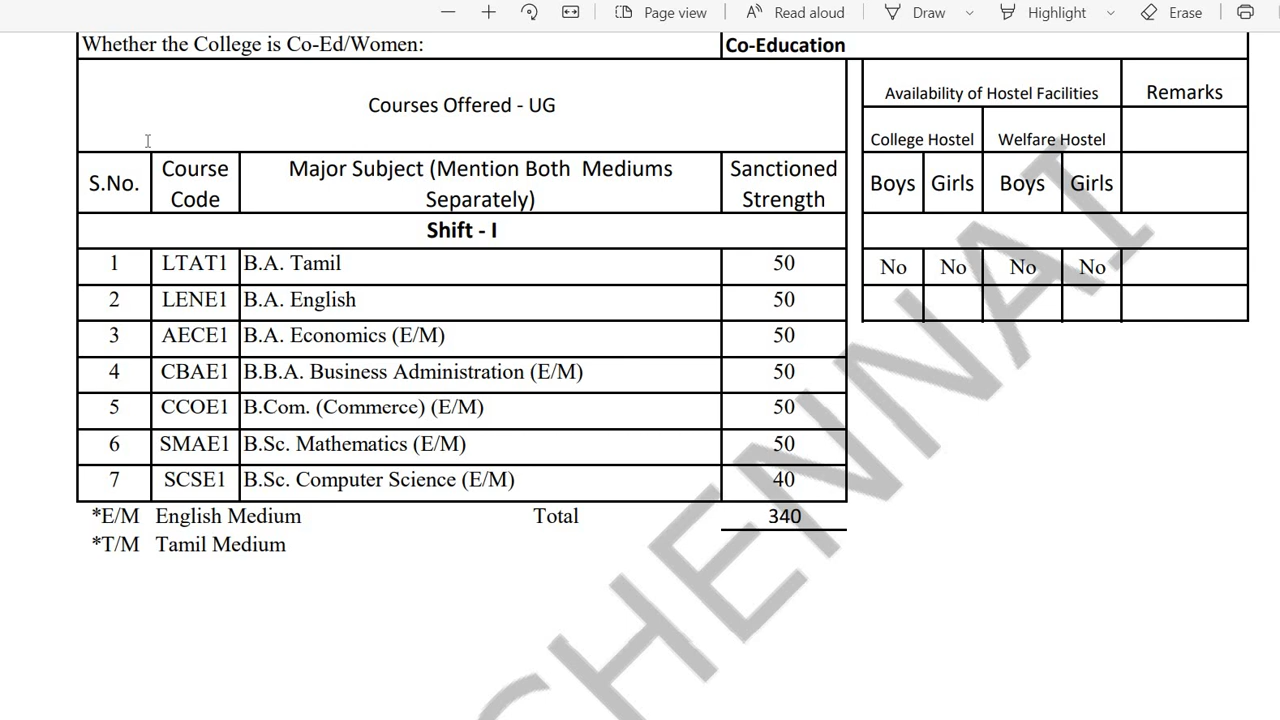 Page view Read aloud Draw Highlight Erase
Whether the College is Co-Ed/Women: Co-Education
Courses Offered - UG
Availability of Hostel Facilities Remarks
College Hostel Welfare Hostel
S.No. Course Code Major Subject (Mention Both Mediums Separately) Sanctioned Strength Boys Girls Boys Girls
Shift - I
1 LTAT1 B.A. Tamil 50 No No No No
2 LENE1 B.A. English 50
3 AECE1 B.A. Economics (E/M) 50
4 CBAE1 B.B.A. Business Administration (E/M) 50
5 CCOE1 B.Com. (Commerce) (E/M) 50
6 SMAE1 B.Sc. Mathematics (E/M) 50
7 SCSE1 B.Sc. Computer Science (E/M) 40
*E/M English Medium Total 340
*T/M Tamil Medium
CHENNAI